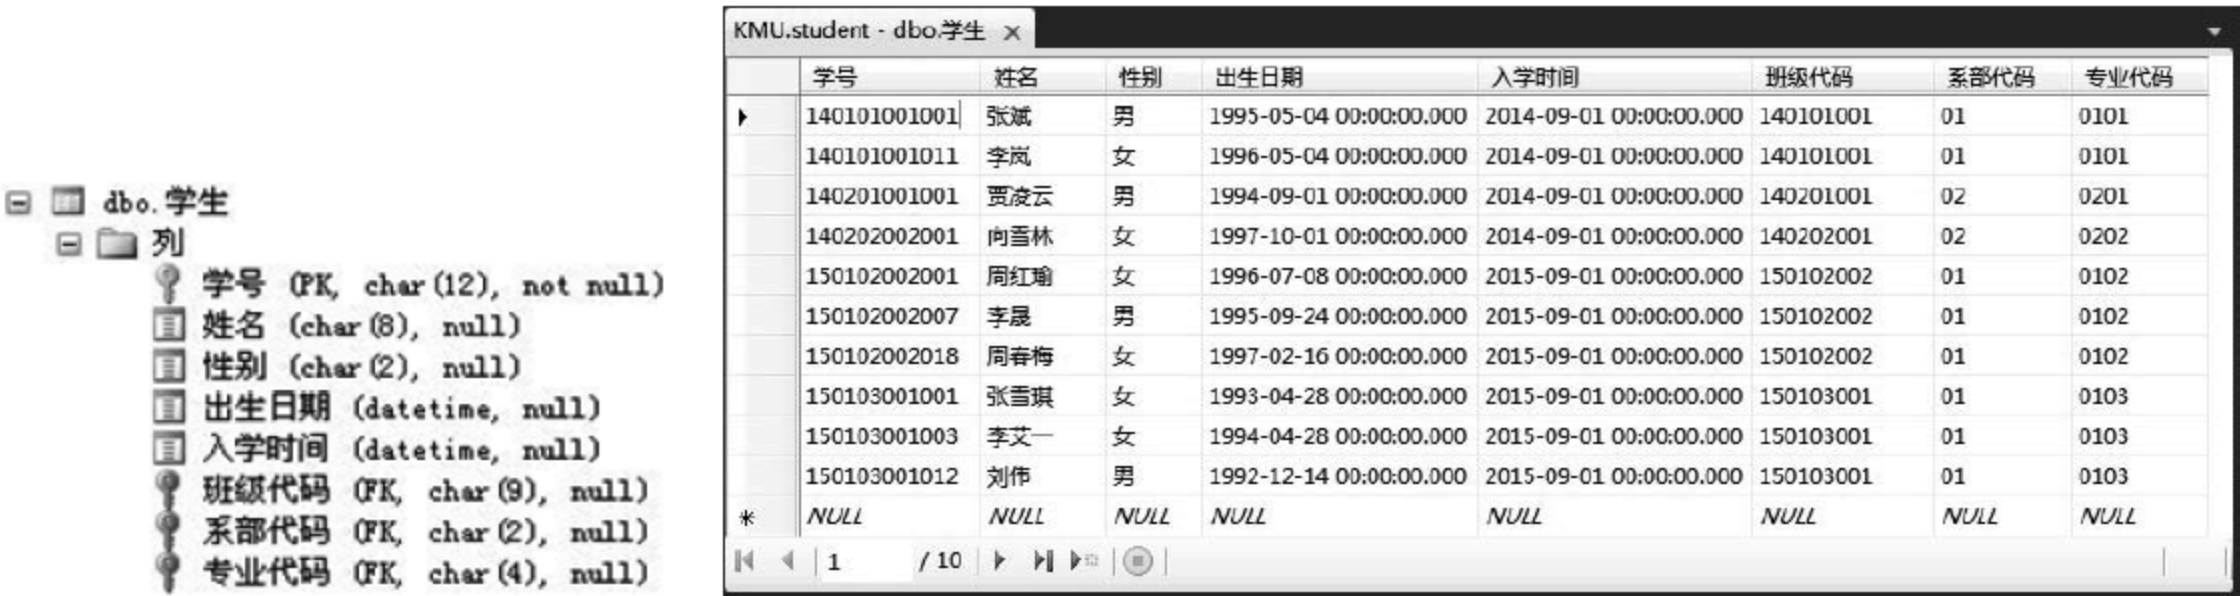 dbo.学生
列
学号 (PK, char(12), not null)
姓名 (char(8), null)
性别 (char(2), null)
出生日期 (datetime, null)
入学时间 (datetime, null)
班级代码 (FK, char(9), null)
系部代码 (FK, char(2), null)
专业代码 (FK, char(4), null)
KMU.student - dbo.学生 ×
学号 姓名 性别 出生日期 入学时间 班级代码 系部代码 专业代码
140101001001 张斌 男 1995-05-04 00:00:00.000 2014-09-01 00:00:00.000 140101001 01 0101
140101001011 李岚 女 1996-05-04 00:00:00.000 2014-09-01 00:00:00.000 140101001 01 0101
140201001001 贾凌云 男 1994-09-01 00:00:00.000 2014-09-01 00:00:00.000 140201001 02 0201
140202002001 向雪林 女 1997-10-01 00:00:00.000 2014-09-01 00:00:00.000 140202001 02 0202
150102002001 周红瑜 女 1996-07-08 00:00:00.000 2015-09-01 00:00:00.000 150102002 01 0102
150102002007 李晟 男 1995-09-24 00:00:00.000 2015-09-01 00:00:00.000 150102002 01 0102
150102002018 周春梅 女 1997-02-16 00:00:00.000 2015-09-01 00:00:00.000 150102002 01 0102
150103001001 张雪琪 女 1993-04-28 00:00:00.000 2015-09-01 00:00:00.000 150103001 01 0103
150103001003 李艾一 女 1994-04-28 00:00:00.000 2015-09-01 00:00:00.000 150103001 01 0103
150103001012 刘伟 男 1992-12-14 00:00:00.000 2015-09-01 00:00:00.000 150103001 01 0103
* NULL NULL NULL NULL NULL NULL NULL NULL
1 / 10